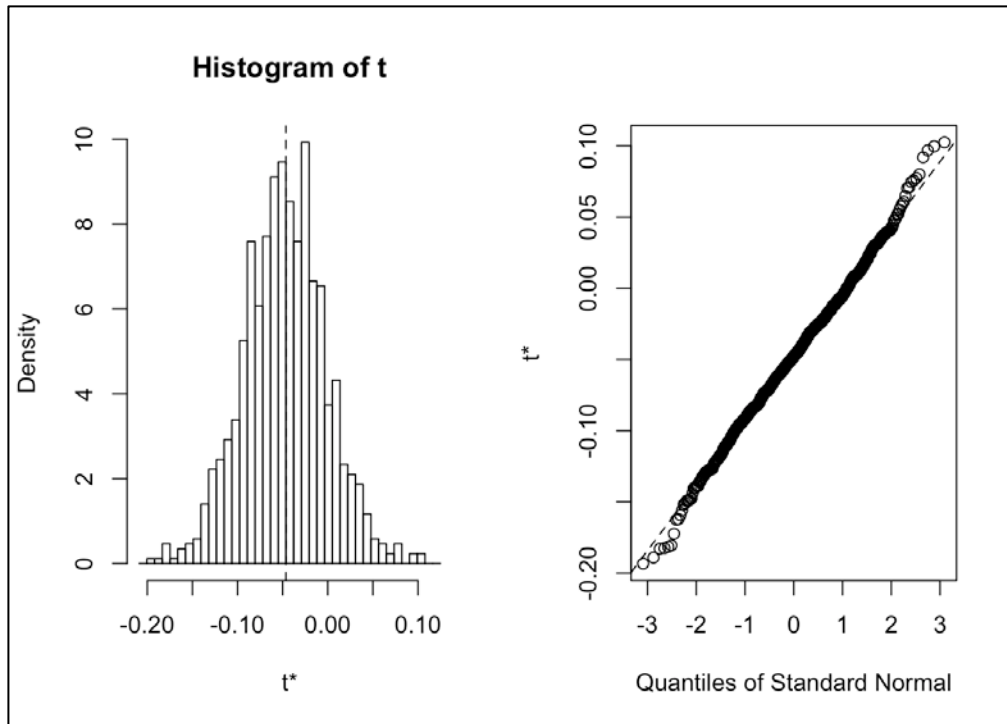 Histogram of t
Density
0 2 4 6 8 10
-0.20 -0.10 0.00 0.10
t*
t*
-0.20 -0.10 0.00 0.05 0.10
-3 -2 -1 0 1 2 3
Quantiles of Standard Normal